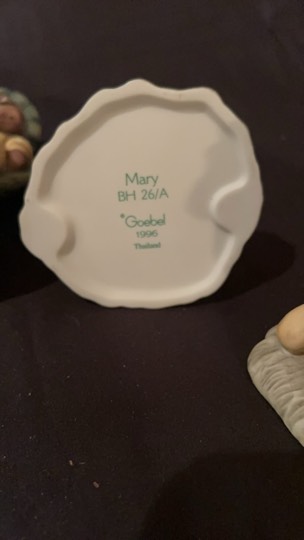 Mary
BH 26/A
®Goebel
1996
Thailand